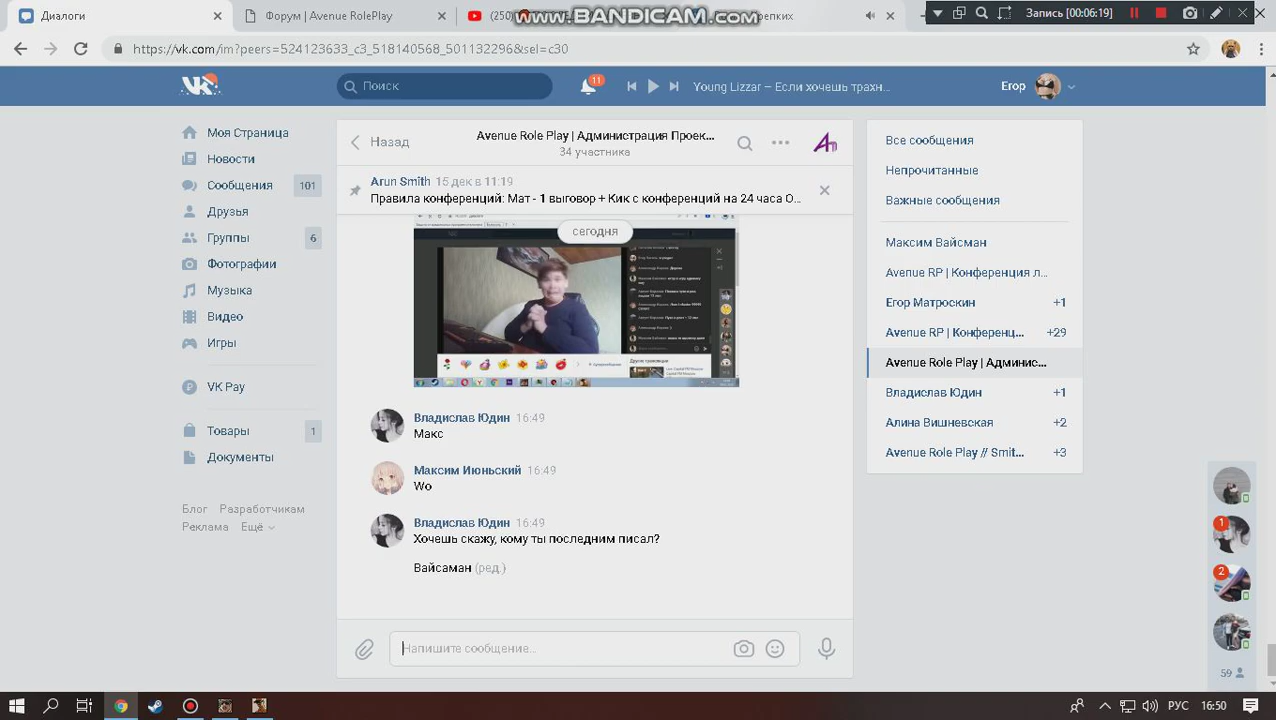 Диалоги
Форум | Avenue RolePlay
(250)
репких
www.BANDICAM.com
Запись [00:06:19]
https://vk.com/im?peers=524123633_c3_518140568_501132296&sel=c30
Поиск
11
Young Lizzar – Если хочешь трахн...
Егор
Моя Страница
Новости
Сообщения 101
Друзья
Группы 6
Фотографии
Музыка
Видео
Игры
VK Pay
Товары 1
Документы
Блог Разработчикам
Реклама Ещё
Назад
Avenue Role Play | Администрация Проек...
34 участника
Arun Smith 15 дек в 11:19
Правила конференций: Мат - 1 выговор + Кик с конференций на 24 часа О...
сегодня
Владислав Юдин 16:49
Макс
Максим Июньский 16:49
Wo
Владислав Юдин 16:49
Хочешь скажу, кому ты последним писал?
Вайсаман (ред.)
Напишите сообщение...
Все сообщения
Непрочитанные
Важные сообщения
Максим Вайсман
Avenue RP | Конференция л...
Егор Матроскин +1
Avenue RP | Конференц... +29
Avenue Role Play | Админис...
Владислав Юдин +1
Алина Вишневская +2
Avenue Role Play // Smit... +3
1
2
59
РУС 16:50